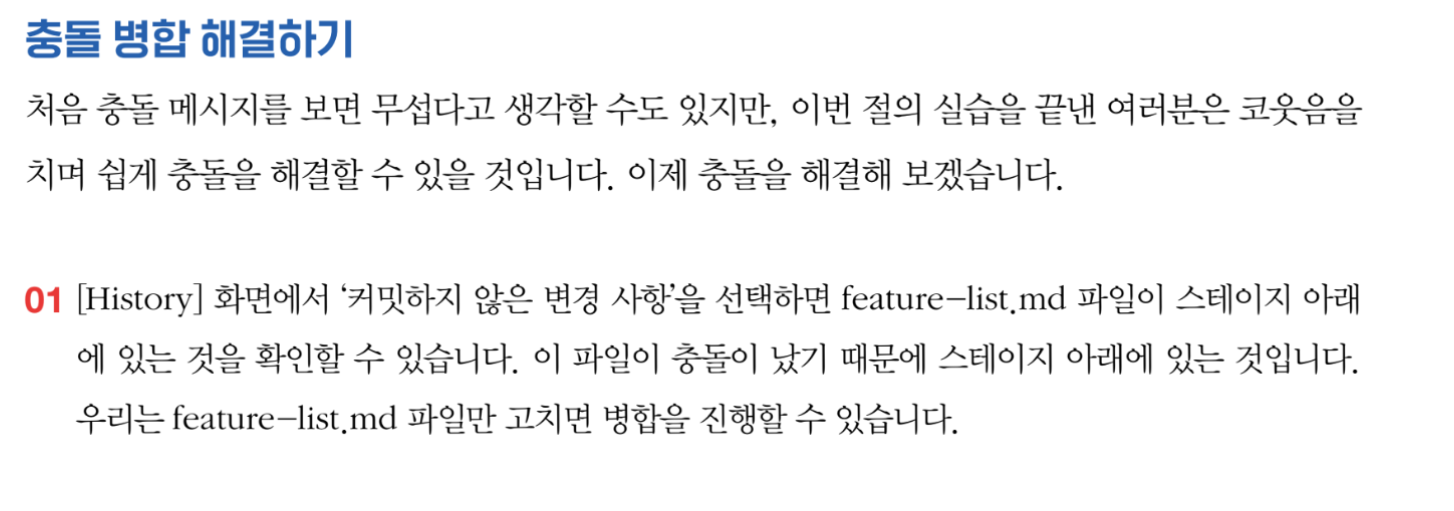 충돌 병합 해결하기
처음 충돌 메시지를 보면 무섭다고 생각할 수도 있지만, 이번 절의 실습을 끝낸 여러분은 코웃음을
치며 쉽게 충돌을 해결할 수 있을 것입니다. 이제 충돌을 해결해 보겠습니다.
01 [History] 화면에서 ‘커밋하지 않은 변경 사항’을 선택하면 feature-list.md 파일이 스테이지 아래
에 있는 것을 확인할 수 있습니다. 이 파일이 충돌이 났기 때문에 스테이지 아래에 있는 것입니다.
우리는 feature-list.md 파일만 고치면 병합을 진행할 수 있습니다.